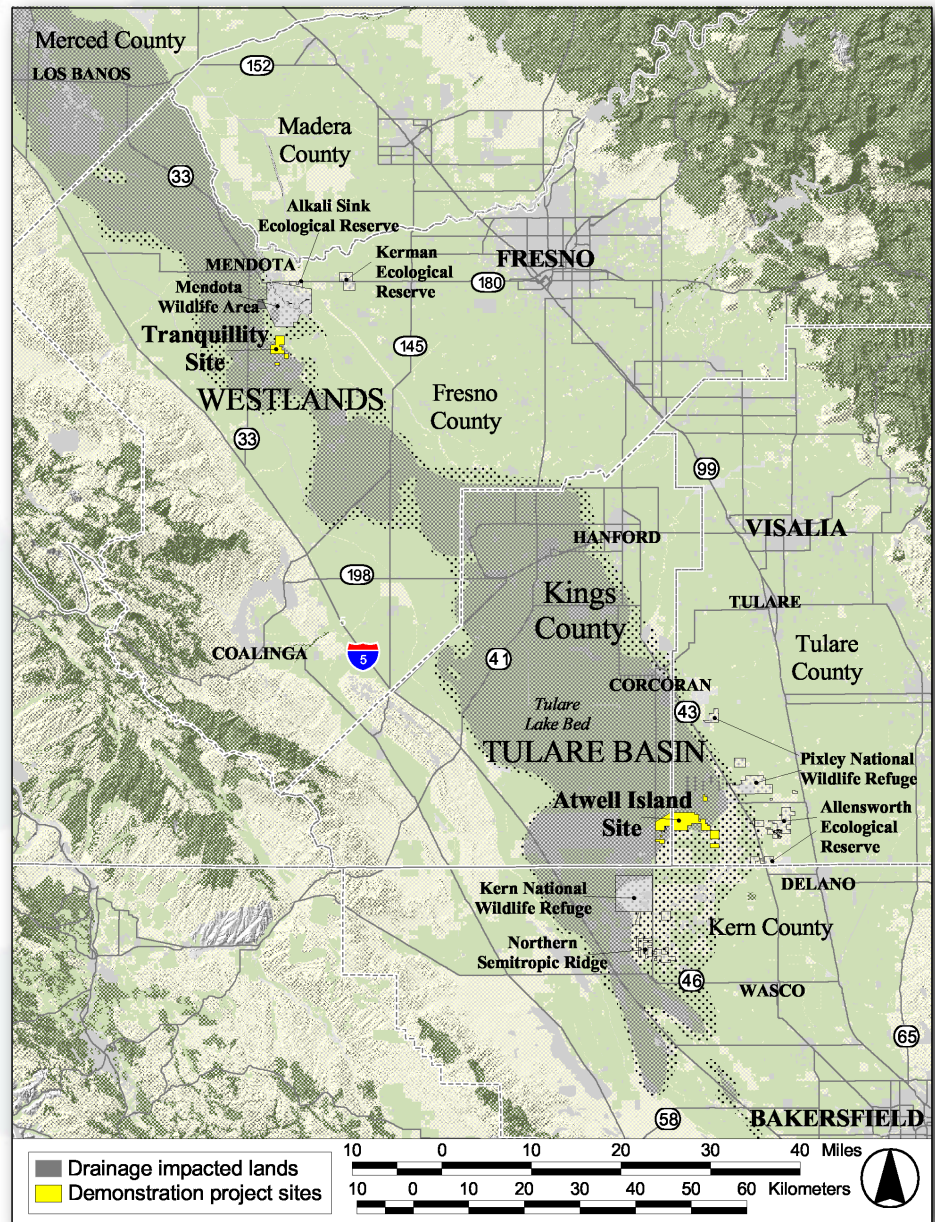 Merced County
LOS BANOS
152
Madera
County
33
Alkali Sink
Ecological Reserve
MENDOTA
Kerman
Ecological
Reserve
FRESNO
180
Mendota
Wildlife Area
Tranquillity
Site
145
WESTLANDS
Fresno
County
33
99
VISALIA
HANFORD
198
Kings
County
TULARE
Tulare
County
COALINGA
5
41
CORCORAN
43
Tulare
Lake Bed
TULARE BASIN
Pixley National
Wildlife Refuge
Atwell Island
Site
Allensworth
Ecological
Reserve
DELANO
Kern National
Wildlife Refuge
Kern County
Northern
Semitropic Ridge
46
WASCO
65
58
BAKERSFIELD
Drainage impacted lands
Demonstration project sites
10 0 10 20 30 40 Miles
10 0 10 20 30 40 50 60 Kilometers